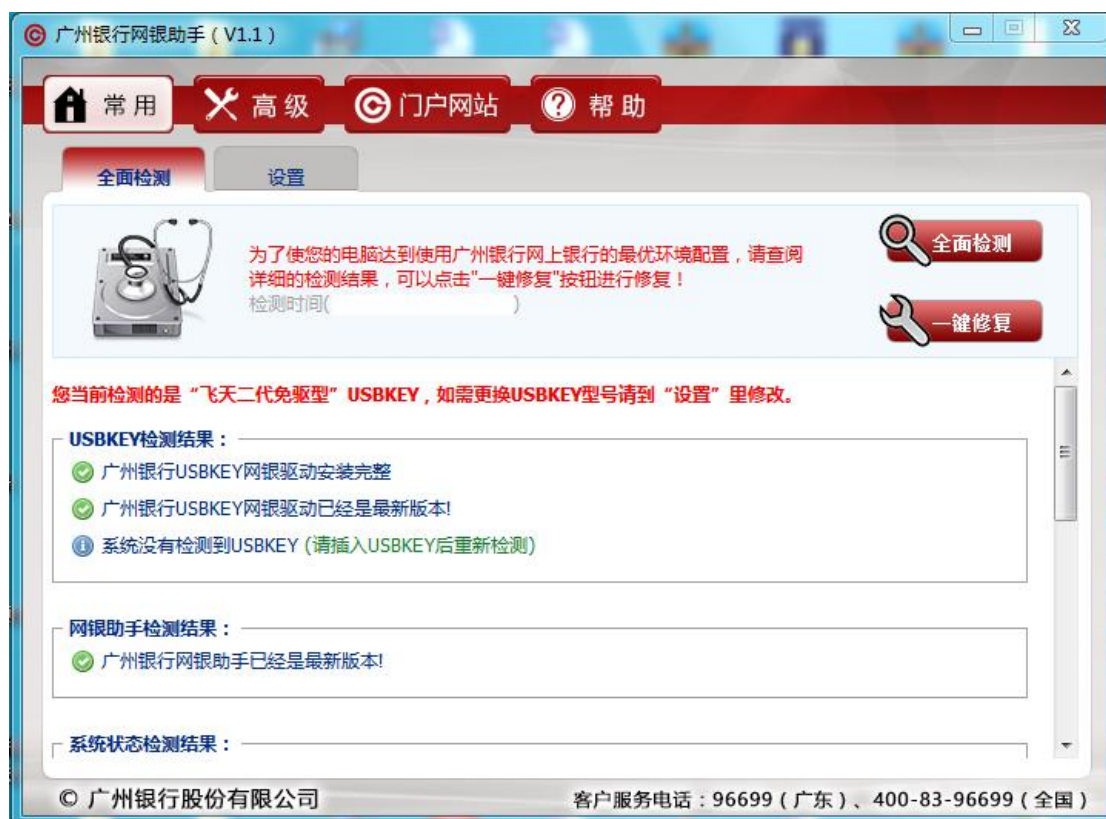 广州银行网银助手（V1.1）
常用 高级 门户网站 帮助
全面检测 设置
为了使您的电脑达到使用广州银行网上银行的最优环境配置，请查阅
详细的检测结果，可以点击"一键修复"按钮进行修复！
检测时间( )
全面检测
一键修复
您当前检测的是“飞天二代免驱型”USBKEY，如需更换USBKEY型号请到“设置”里修改。
USBKEY检测结果：
广州银行USBKEY网银驱动安装完整
广州银行USBKEY网银驱动已经是最新版本!
系统没有检测到USBKEY (请插入USBKEY后重新检测)
网银助手检测结果：
广州银行网银助手已经是最新版本!
系统状态检测结果：
© 广州银行股份有限公司 客户服务电话：96699（广东）、400-83-96699（全国）